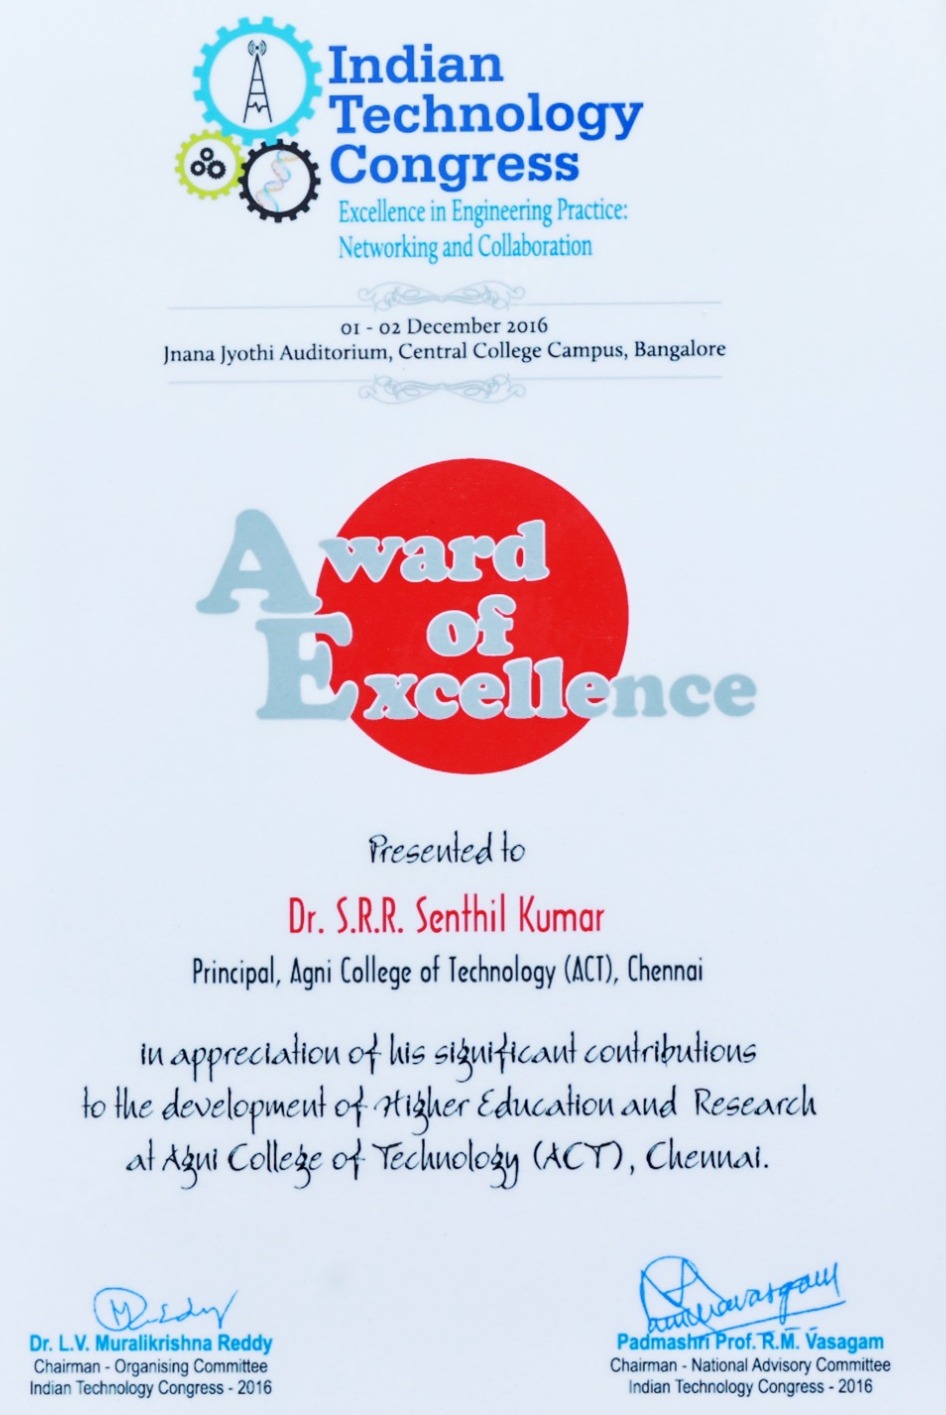 Indian
Technology
Congress
Excellence in Engineering Practice:
Networking and Collaboration
01 - 02 December 2016
Jnana Jyothi Auditorium, Central College Campus, Bangalore
Award
of
Excellence
Presented to
Dr. S.R.R. Senthil Kumar
Principal, Agni College of Technology (ACT), Chennai
in appreciation of his significant contributions
to the development of Higher Education and Research
at Agni College of Technology (ACT), Chennai.
Dr. L.V. Muralikrishna Reddy
Chairman - Organising Committee
Indian Technology Congress - 2016
Padmashri Prof. R.M. Vasagam
Chairman - National Advisory Committee
Indian Technology Congress - 2016